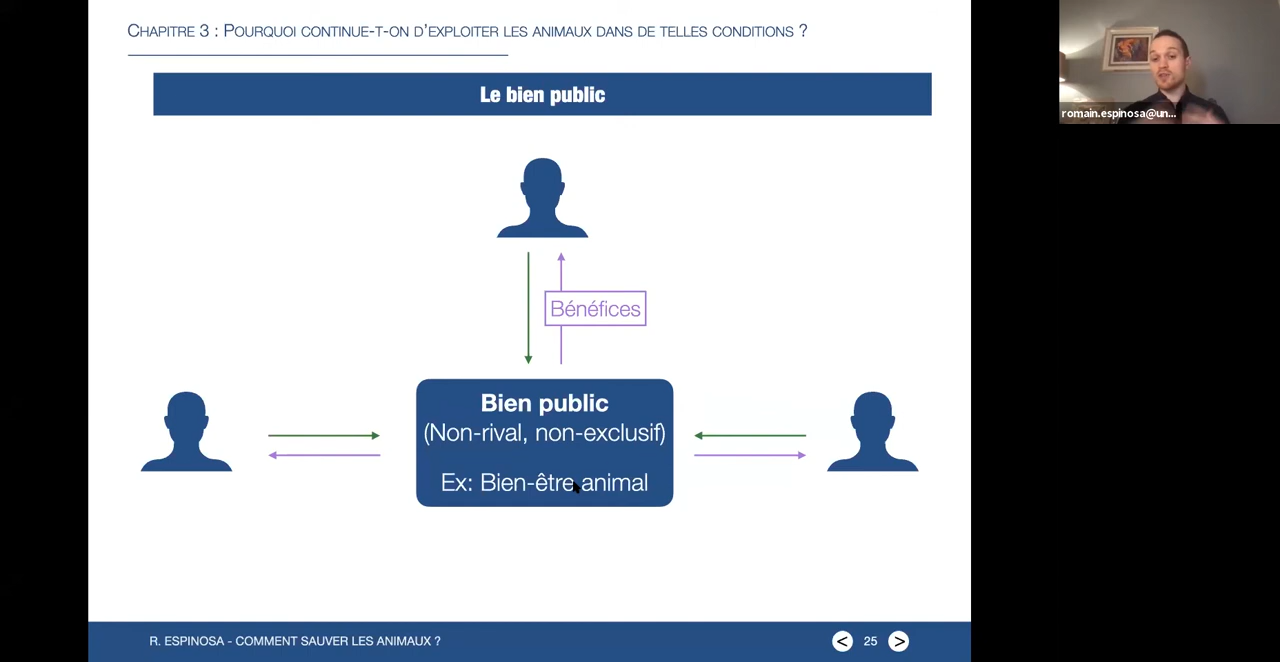 CHAPITRE 3 : POURQUOI CONTINUE-T-ON D'EXPLOITER LES ANIMAUX DANS DE TELLES CONDITIONS ?
Le bien public
romain.espinosa@un...
Bénéfices
Bien public
(Non-rival, non-exclusif)
Ex: Bien-être animal
R. ESPINOSA - COMMENT SAUVER LES ANIMAUX ?
< 25 >